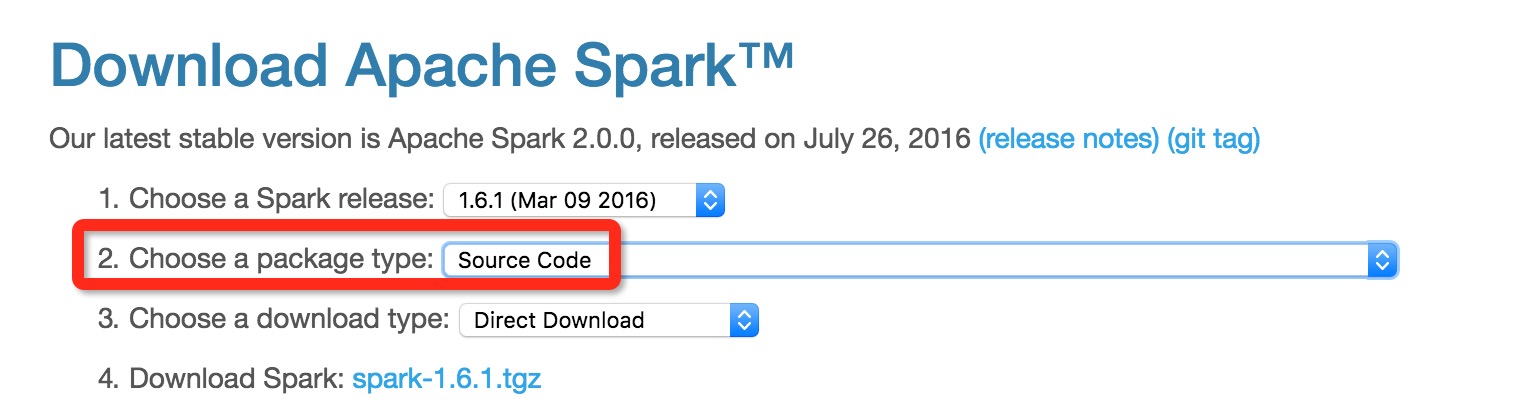 Download Apache Spark™
Our latest stable version is Apache Spark 2.0.0, released on July 26, 2016 (release notes) (git tag)
1. Choose a Spark release: 1.6.1 (Mar 09 2016)
2. Choose a package type: Source Code
3. Choose a download type: Direct Download
4. Download Spark: spark-1.6.1.tgz